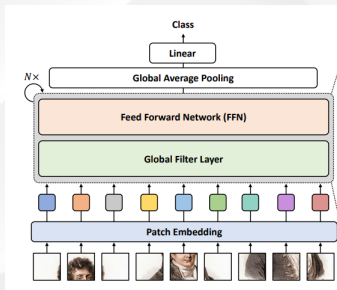 Class
Linear
Global Average Pooling
N×
Feed Forward Network (FFN)
Global Filter Layer
Patch Embedding